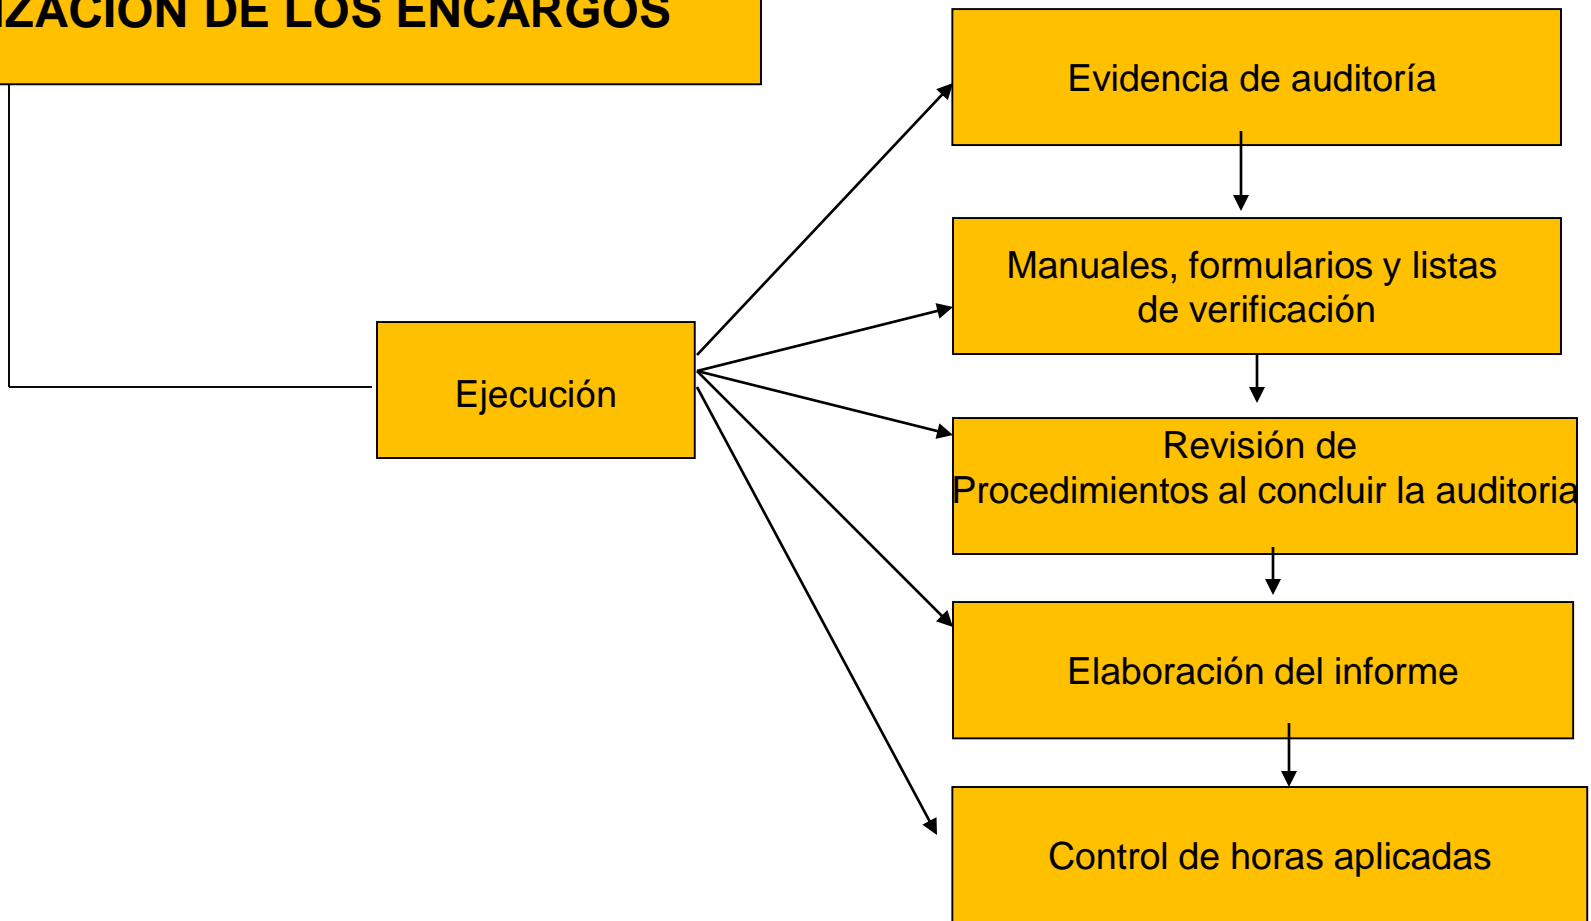 IZACIÓN DE LOS ENCARGOS
Evidencia de auditoría
Manuales, formularios y listas
de verificación
Ejecución
Revisión de
Procedimientos al concluir la auditoria
Elaboración del informe
Control de horas aplicadas